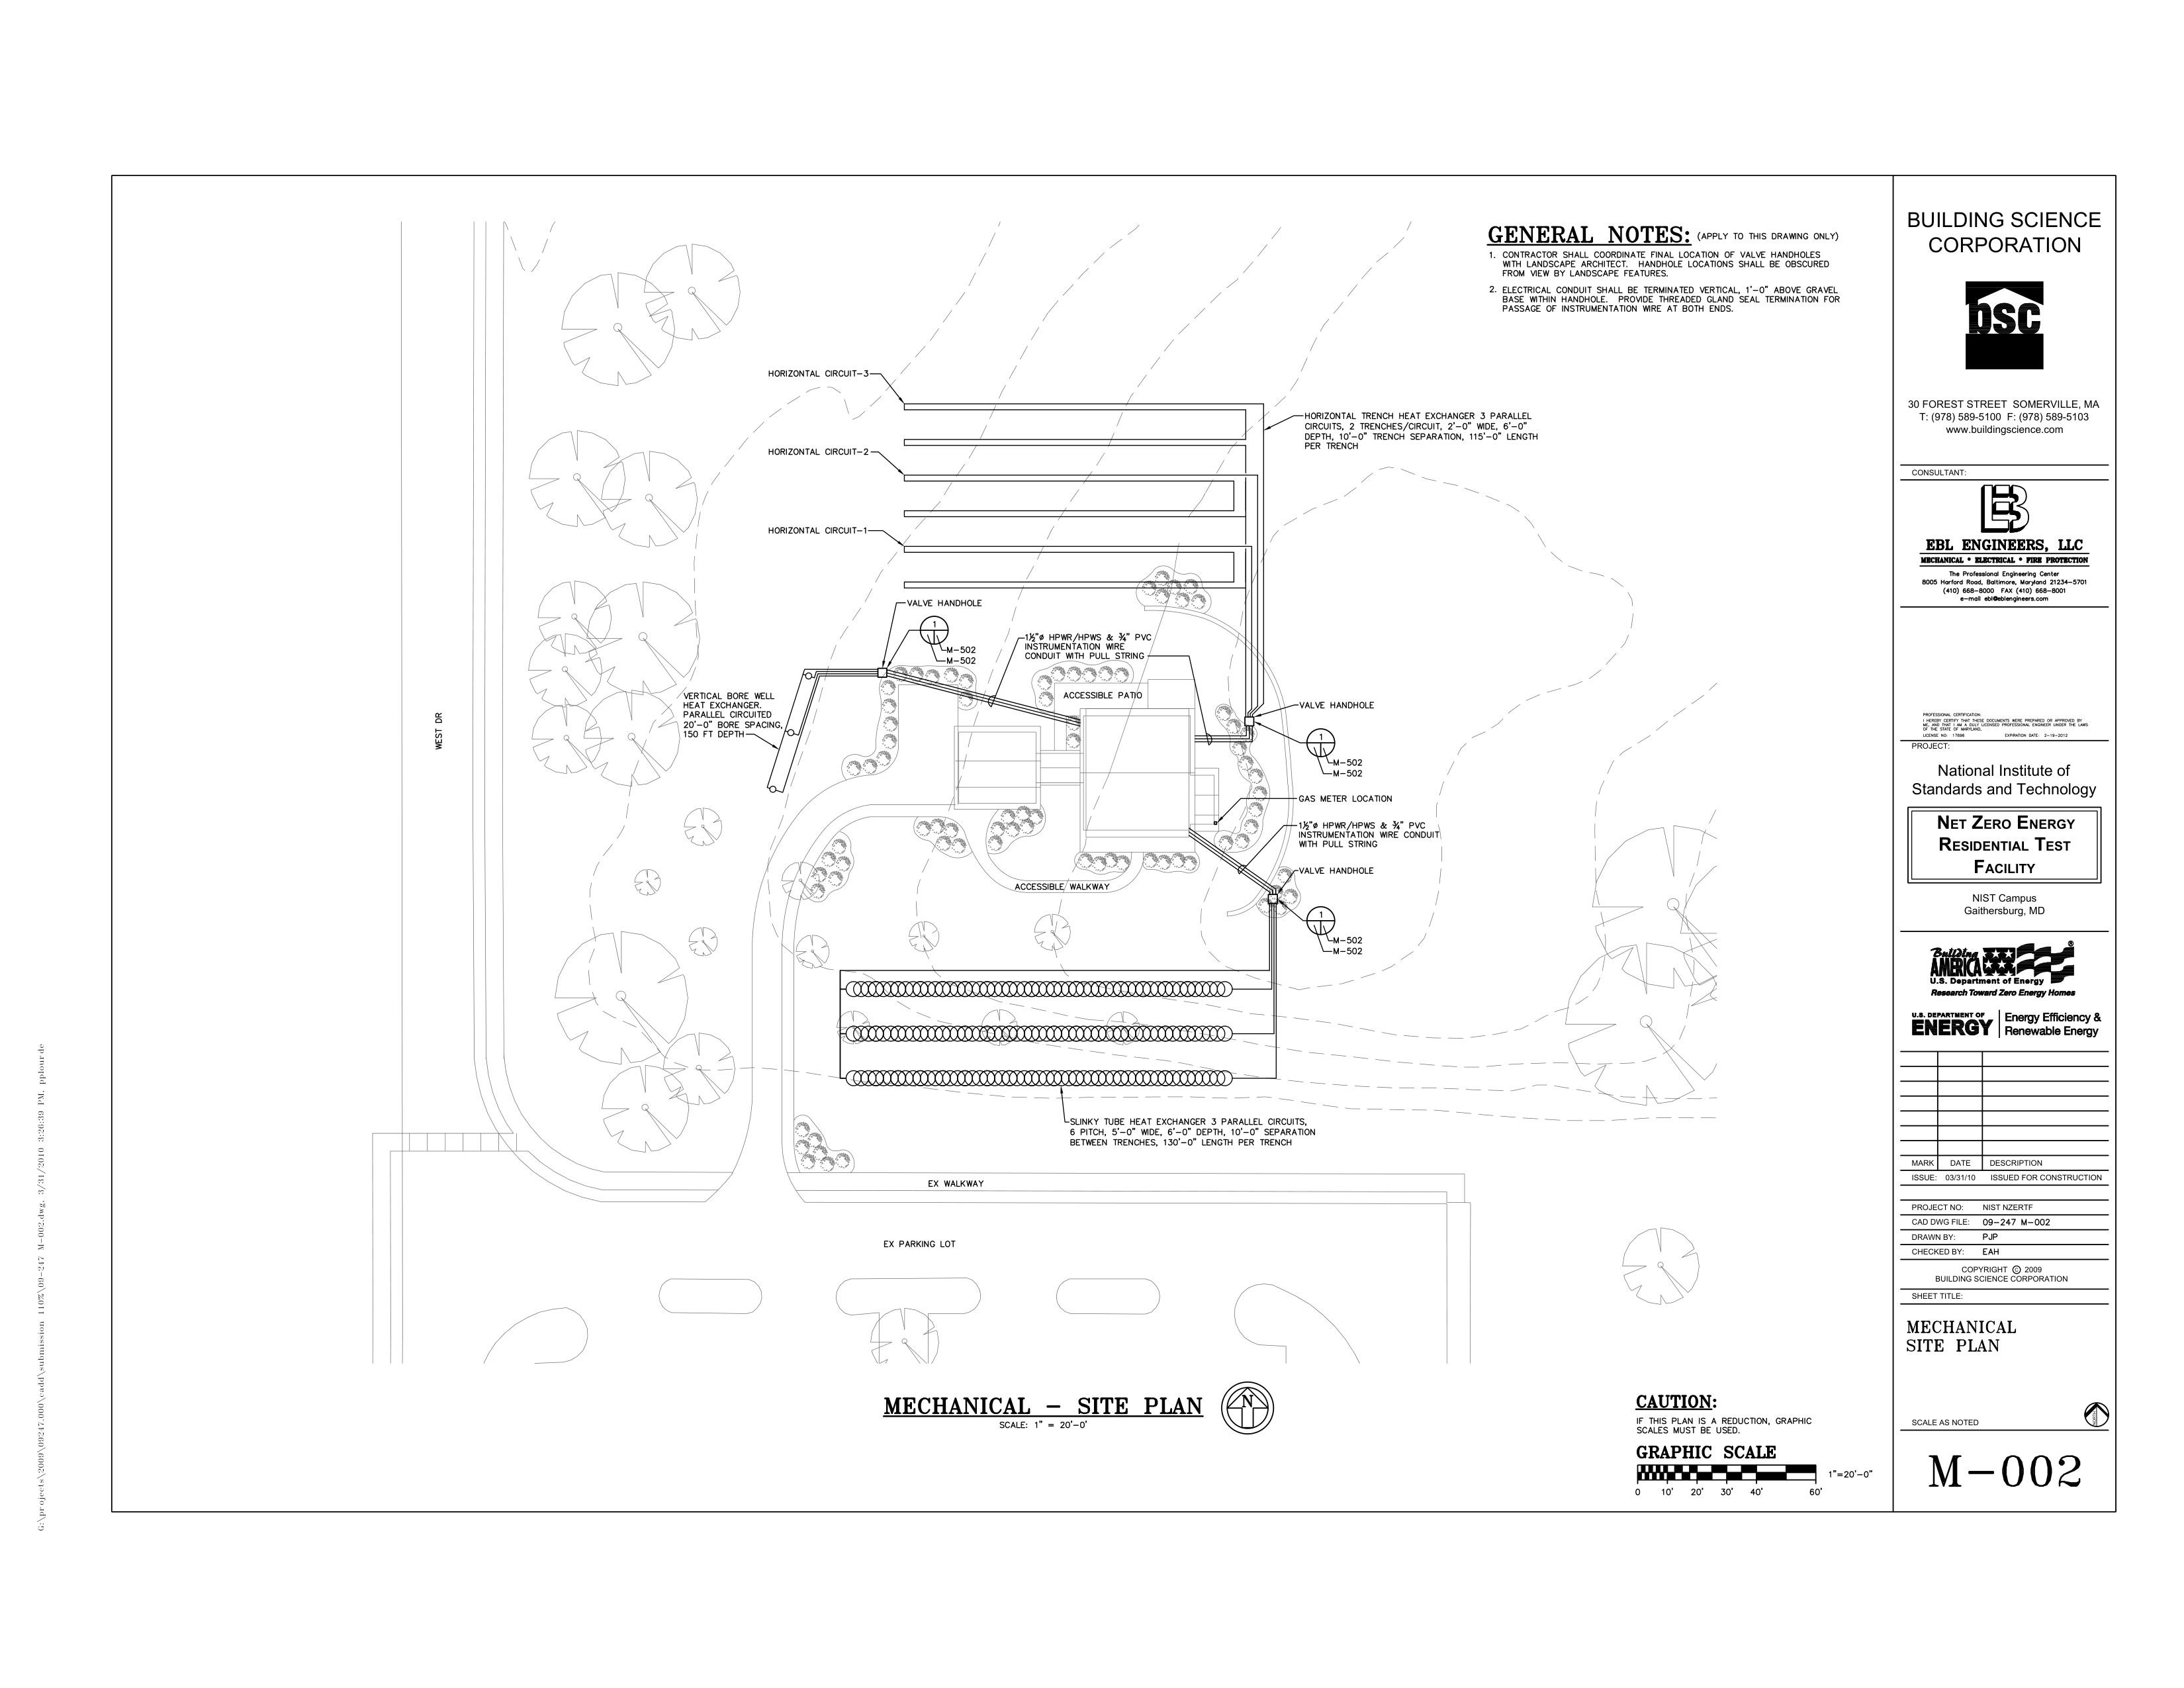 GENERAL NOTES: (APPLY TO THIS DRAWING ONLY)
1. CONTRACTOR SHALL COORDINATE FINAL LOCATION OF VALVE HANDHOLES
WITH LANDSCAPE ARCHITECT. HANDHOLE LOCATIONS SHALL BE OBSCURED
FROM VIEW BY LANDSCAPE FEATURES.
2. ELECTRICAL CONDUIT SHALL BE TERMINATED VERTICAL, 1'-0" ABOVE GRAVEL
BASE WITHIN HANDHOLE. PROVIDE THREADED GLAND SEAL TERMINATION FOR
PASSAGE OF INSTRUMENTATION WIRE AT BOTH ENDS.
HORIZONTAL CIRCUIT-3
HORIZONTAL TRENCH HEAT EXCHANGER 3 PARALLEL
CIRCUITS, 2 TRENCHES/CIRCUIT, 2'-0" WIDE, 6'-0"
DEPTH, 10'-0" TRENCH SEPARATION, 115'-0" LENGTH
PER TRENCH
HORIZONTAL CIRCUIT-2
HORIZONTAL CIRCUIT-1
VALVE HANDHOLE
1
M-502
M-502
1½"ø HPWR/HPWS & ¾" PVC
INSTRUMENTATION WIRE
CONDUIT WITH PULL STRING
VERTICAL BORE WELL
HEAT EXCHANGER.
PARALLEL CIRCUITED
20'-0" BORE SPACING,
150 FT DEPTH
ACCESSIBLE PATIO
WEST DR
VALVE HANDHOLE
1
M-502
M-502
GAS METER LOCATION
1½"ø HPWR/HPWS & ¾" PVC
INSTRUMENTATION WIRE CONDUIT
WITH PULL STRING
VALVE HANDHOLE
ACCESSIBLE WALKWAY
1
M-502
M-502
SLINKY TUBE HEAT EXCHANGER 3 PARALLEL CIRCUITS,
6 PITCH, 5'-0" WIDE, 6'-0" DEPTH, 10'-0" SEPARATION
BETWEEN TRENCHES, 130'-0" LENGTH PER TRENCH
EX WALKWAY
EX PARKING LOT
MECHANICAL - SITE PLAN
SCALE: 1" = 20'-0'
N
CAUTION:
IF THIS PLAN IS A REDUCTION, GRAPHIC
SCALES MUST BE USED.
GRAPHIC SCALE
1"=20'-0"
0 10' 20' 30' 40' 60'
G:\projects\2009\09247.000\cadd\submission 110%\09-247 M-002.dwg, 3/31/2010 3:26:39 PM, pplourde
BUILDING SCIENCE
CORPORATION
bsc
30 FOREST STREET SOMERVILLE, MA
T: (978) 589-5100 F: (978) 589-5103
www.buildingscience.com
CONSULTANT:
EBL ENGINEERS, LLC
MECHANICAL * ELECTRICAL * FIRE PROTECTION
The Professional Engineering Center
8005 Harford Road, Baltimore, Maryland 21234-5701
(410) 668-8000 FAX (410) 668-8001
e-mail ebl@eblengineers.com
PROFESSIONAL CERTIFICATION:
I HEREBY CERTIFY THAT THESE DOCUMENTS WERE PREPARED OR APPROVED BY
ME, AND THAT I AM A DULY LICENSED PROFESSIONAL ENGINEER UNDER THE LAWS
OF THE STATE OF MARYLAND.
LICENSE NO: 17898 EXPIRATION DATE: 2-19-2012
PROJECT:
National Institute of
Standards and Technology
NET ZERO ENERGY
RESIDENTIAL TEST
FACILITY
NIST Campus
Gaithersburg, MD
Building
AMERICA ®
U.S. Department of Energy
Research Toward Zero Energy Homes
U.S. DEPARTMENT OF
ENERGY
Energy Efficiency &
Renewable Energy
MARK DATE DESCRIPTION
ISSUE: 03/31/10 ISSUED FOR CONSTRUCTION
PROJECT NO: NIST NZERTF
CAD DWG FILE: 09-247 M-002
DRAWN BY: PJP
CHECKED BY: EAH
COPYRIGHT © 2009
BUILDING SCIENCE CORPORATION
SHEET TITLE:
MECHANICAL
SITE PLAN
SCALE AS NOTED
M-002